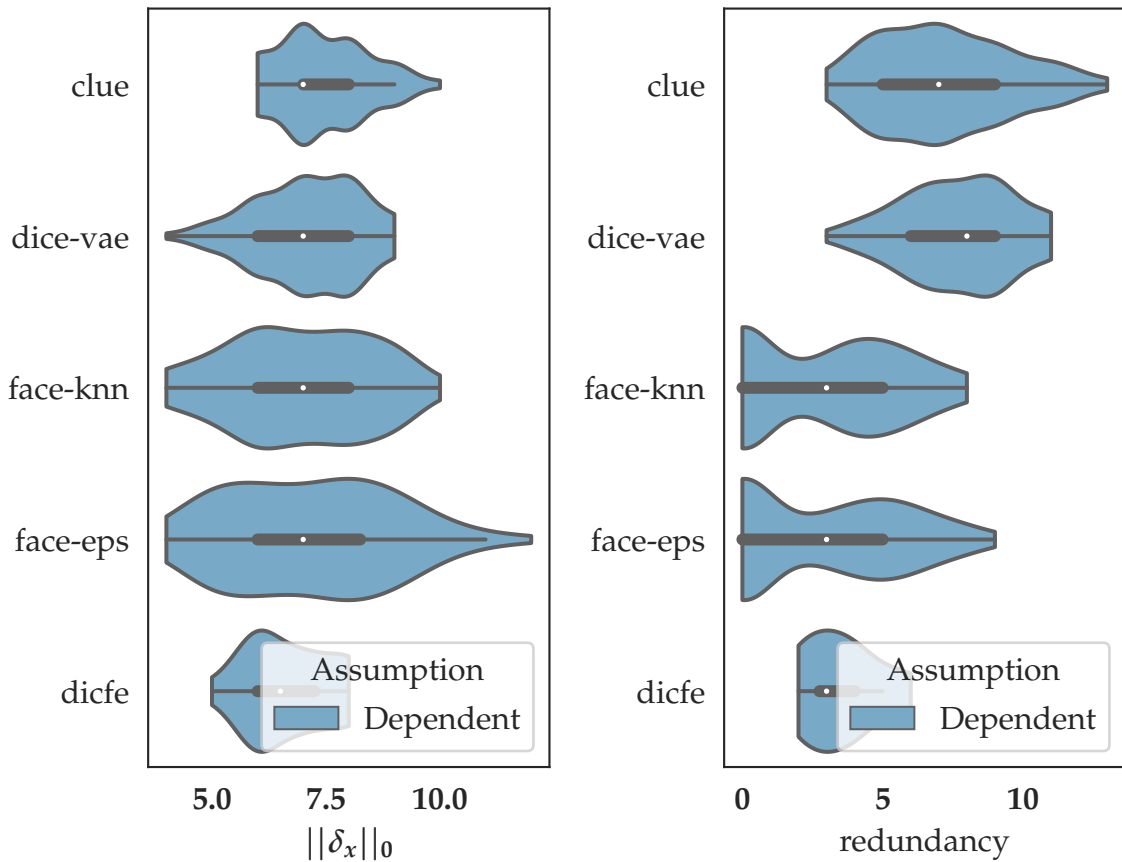 clue
dice-vae
face-knn
face-eps
dicfe
Assumption
Dependent
5.0 7.5 10.0
||δₓ||₀
clue
dice-vae
face-knn
face-eps
dicfe
Assumption
Dependent
0 5 10
redundancy